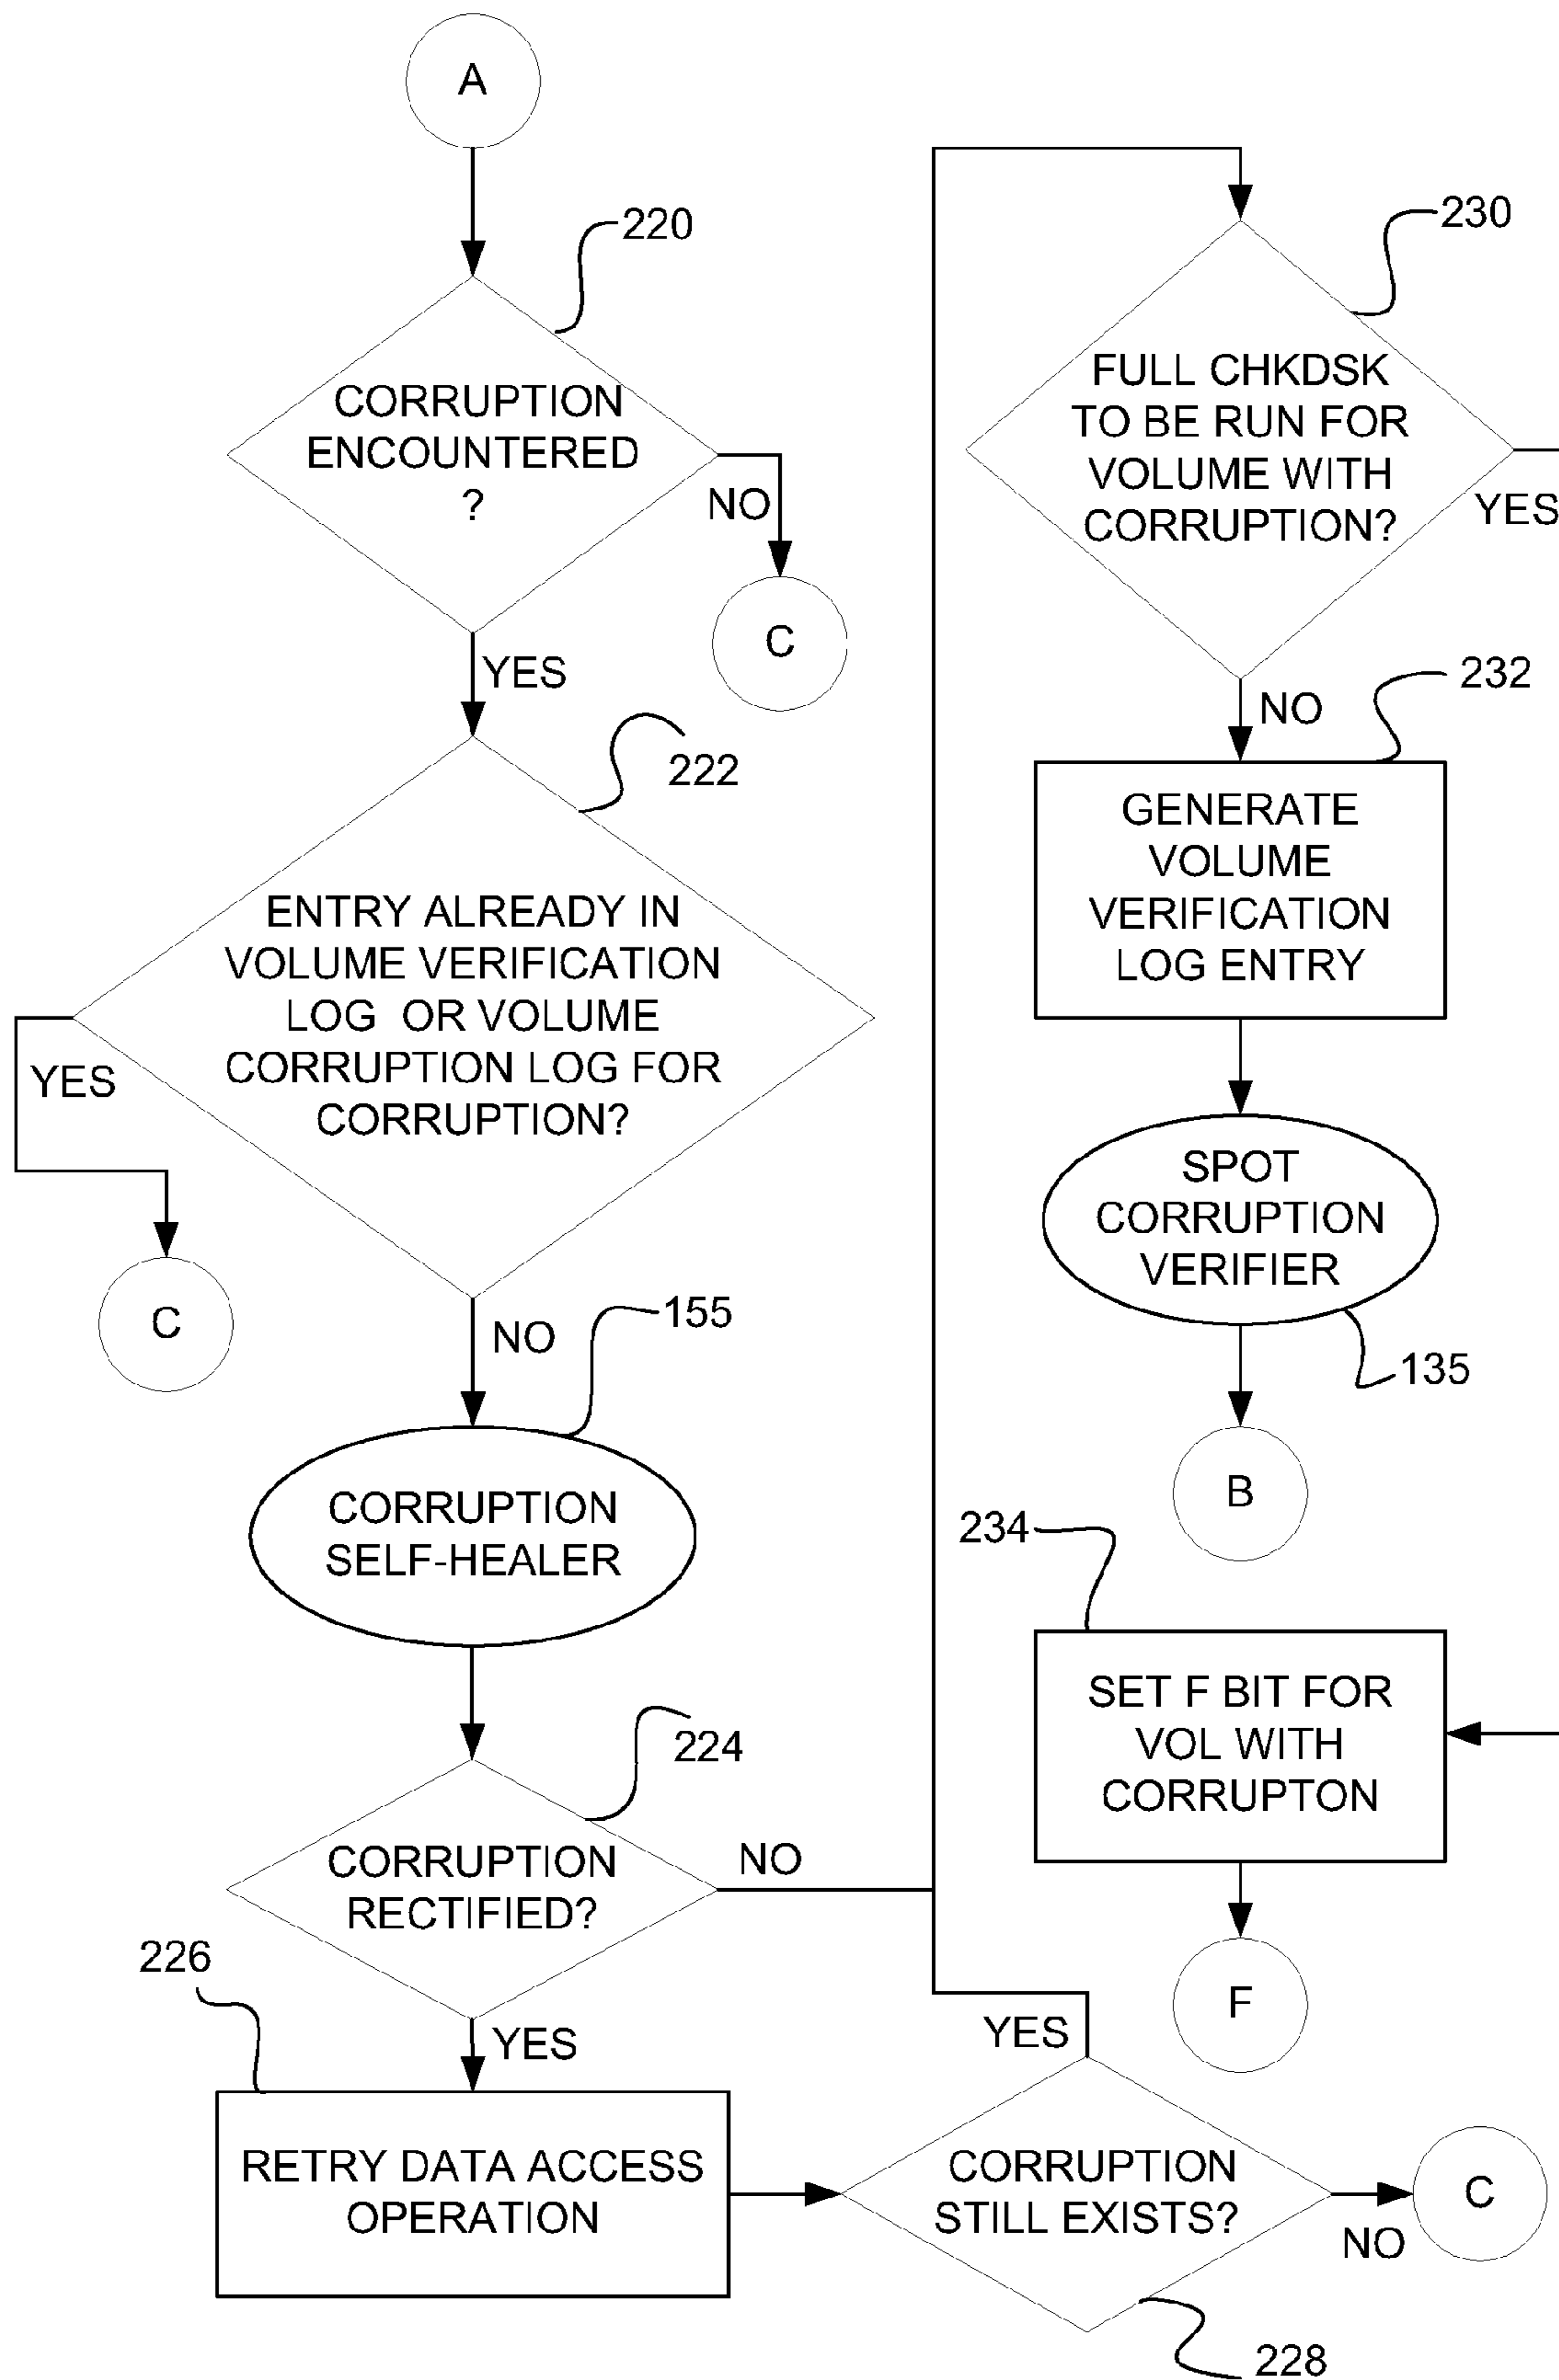 A
220
CORRUPTION
ENCOUNTERED
?
NO
C
YES
222
ENTRY ALREADY IN
VOLUME VERIFICATION
LOG OR VOLUME
CORRUPTION LOG FOR
CORRUPTION?
YES
C
NO
155
CORRUPTION
SELF-HEALER
224
CORRUPTION
RECTIFIED?
NO
226
YES
RETRY DATA ACCESS
OPERATION
YES
CORRUPTION
STILL EXISTS?
NO
C
228
230
FULL CHKDSK
TO BE RUN FOR
VOLUME WITH
CORRUPTION?
YES
NO
232
GENERATE
VOLUME
VERIFICATION
LOG ENTRY
SPOT
CORRUPTION
VERIFIER
135
B
234
SET F BIT FOR
VOL WITH
CORRUPTON
F